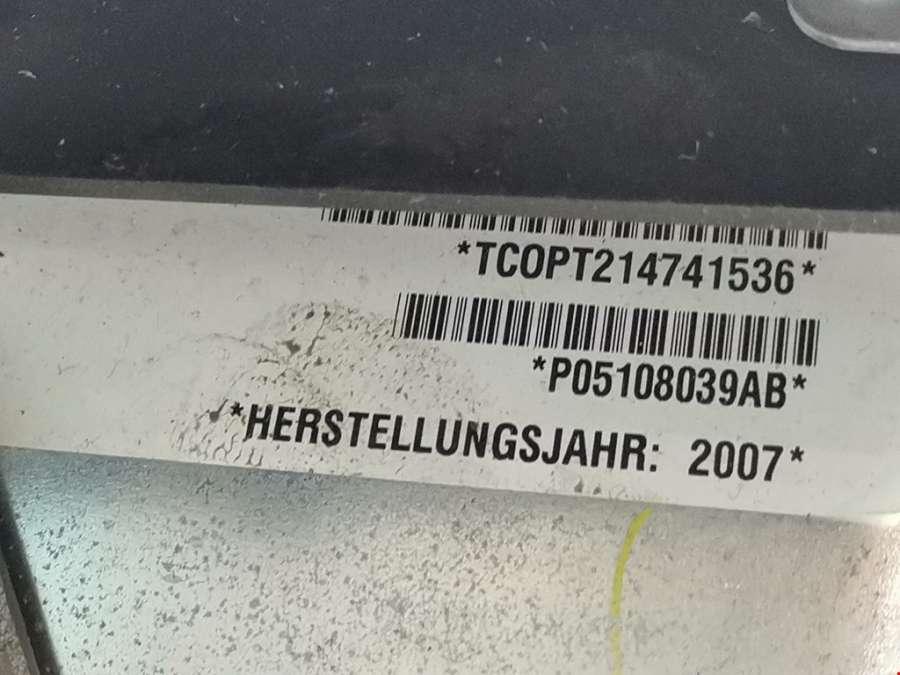 *TCOPT214741536*
*P05108039AB*
*HERSTELLUNGSJAHR: 2007*